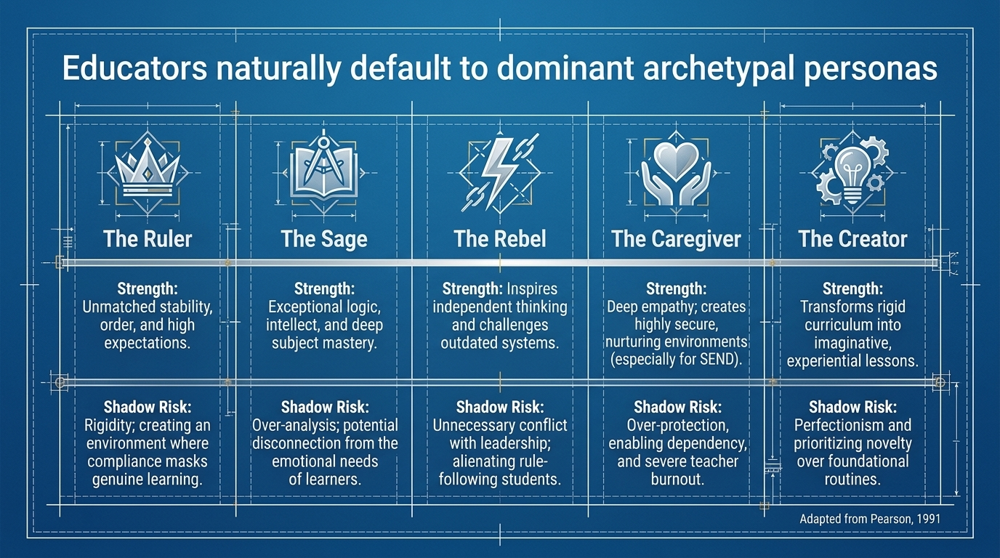 Educators naturally default to dominant archetypal personas
The Ruler
Strength:
Unmatched stability,
order, and high
expectations.
Shadow Risk:
Rigidity; creating an
environment where
compliance masks
genuine learning.
The Sage
Strength:
Exceptional logic,
intellect, and deep
subject mastery.
Shadow Risk:
Over-analysis; potential
disconnection from the
emotional needs
of learners.
The Rebel
Strength: Inspires
independent thinking
and challenges
outdated systems.
Shadow Risk:
Unnecessary conflict
with leadership;
alienating rule-
following students.
The Caregiver
Strength:
Deep empathy; creates
highly secure,
nurturing environments
(especially for SEND).
Shadow Risk:
Over-protection,
enabling dependency,
and severe teacher
burnout.
The Creator
Strength:
Transforms rigid
curriculum into
imaginative,
experiential lessons.
Shadow Risk:
Perfectionism and
prioritizing novelty
over foundational
routines.
Adapted from Pearson, 1991